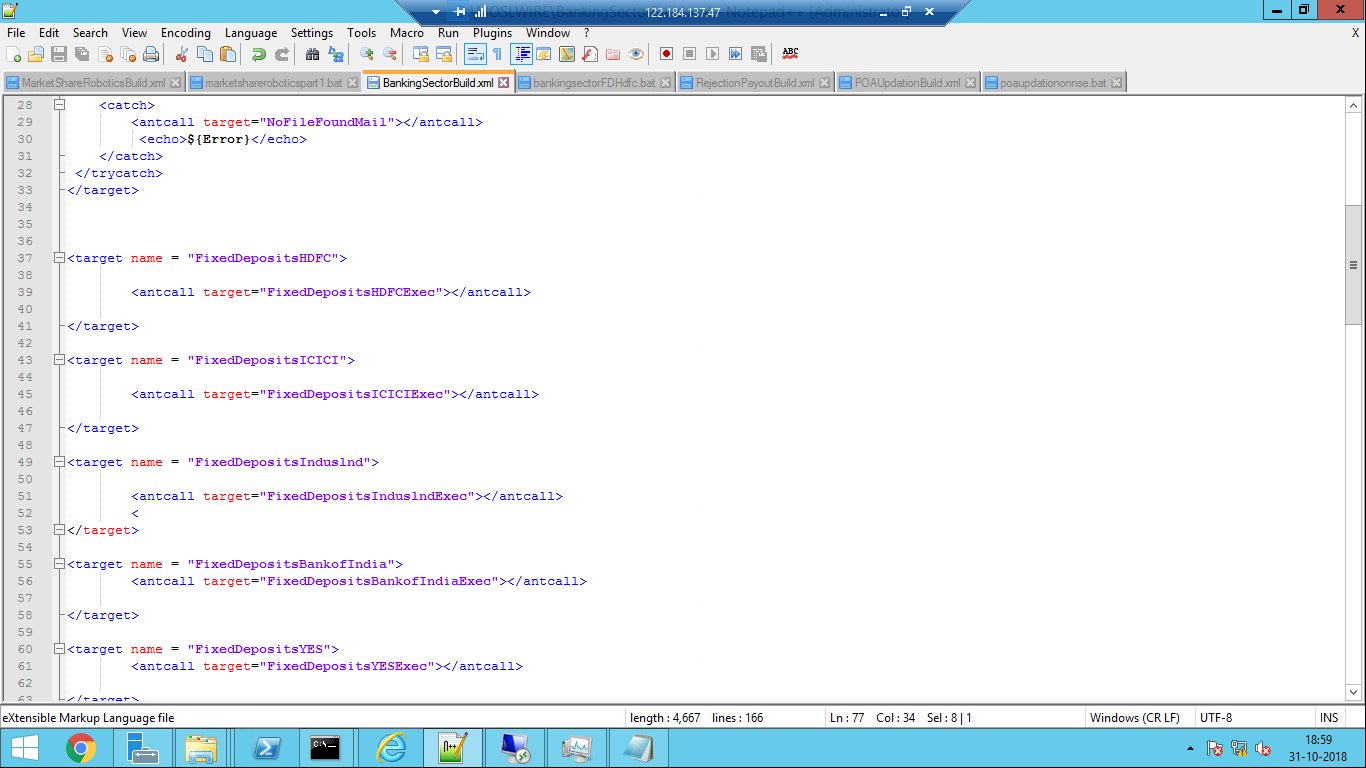 OSLWIRE\BankingSecto 122.184.137.47 Notepad++ [Administrato
File Edit Search View Encoding Language Settings Tools Macro Run Plugins Window ? X
MarketShareRoboticsBuild.xml marketshareroboticspart1.bat BankingSectorBuild.xml bankingsectorFDHdfc.bat RejectionPayoutBuild.xml POAUpdationBuild.xml poaupdationonnse.bat
28 <catch>
29 <antcall target="NoFileFoundMail"></antcall>
30 <echo>${Error}</echo>
31 </catch>
32 </trycatch>
33 </target>
34
35
36
37 <target name = "FixedDepositsHDFC">
38
39 <antcall target="FixedDepositsHDFCExec"></antcall>
40
41 </target>
42
43 <target name = "FixedDepositsICICI">
44
45 <antcall target="FixedDepositsICICIExec"></antcall>
46
47 </target>
48
49 <target name = "FixedDepositsInduslnd">
50
51 <antcall target="FixedDepositsInduslndExec"></antcall>
52 <
53 </target>
54
55 <target name = "FixedDepositsBankofIndia">
56 <antcall target="FixedDepositsBankofIndiaExec"></antcall>
57
58 </target>
59
60 <target name = "FixedDepositsYES">
61 <antcall target="FixedDepositsYESExec"></antcall>
62
63 </target>
eXtensible Markup Language file length : 4,667 lines : 166 Ln : 77 Col : 34 Sel : 8 | 1 Windows (CR LF) UTF-8 INS
18:59
31-10-2018